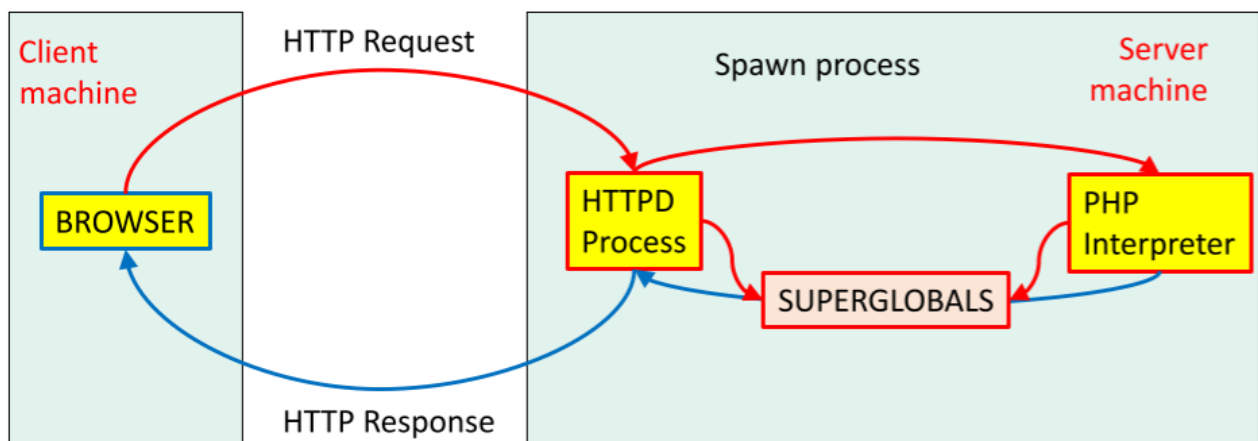 Client
machine
HTTP Request
Spawn process
Server
machine
BROWSER
HTTPD
Process
PHP
Interpreter
SUPERGLOBALS
HTTP Response